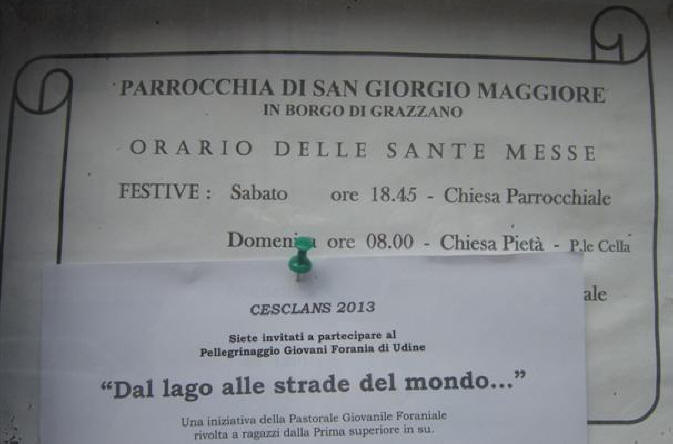 PARROCCHIA DI SAN GIORGIO MAGGIORE
IN BORGO DI GRAZZANO
ORARIO DELLE SANTE MESSE
FESTIVE : Sabato ore 18.45 - Chiesa Parrocchiale
ore 08.00 - Chiesa Pietà - P.le Cella
CESCLANS 2013
Siete invitati a partecipare al
Pellegrinaggio Giovani Forania di Udine
“Dal lago alle strade del mondo...”
Una iniziativa della Pastorale Giovanile Foraniale
rivolta a ragazzi dalla Prima superiore in su.